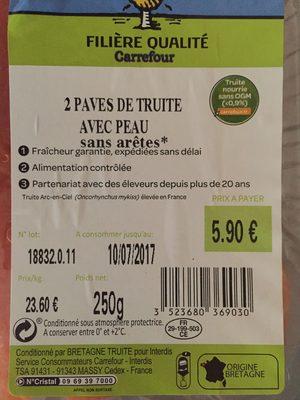 FILIÈRE QUALITÉ
Carrefour
Truite
nourrie
sans OGM
(<0,9%)
2 PAVES DE TRUITE
AVEC PEAU
sans arêtes*
1 Fraîcheur garantie, expédiées sans délai
2 Alimentation contrôlée
3 Partenariat avec des éleveurs depuis plus de 20 ans
Truite Arc-en-Ciel (Oncorhynchus mykiss) élevée en France
PRIX A PAYER
5.90 €
N° lot:
A consommer jusqu'au:
18832.0.11
10/07/2017
Prix/kg
Poids net:
23.60 €
250g
3 523680 369030
* Conditionné sous atmosphère protectrice.
A conserver entre 0° et +2°C.
FR
29-199-503
CE
Conditionné par BRETAGNE TRUITE pour Interdis
Service Consommateurs Carrefour - Interdis
TSA 91431 - 91343 MASSY Cedex - France
N°Cristal 09 69 39 7000
APPEL NON SURTAXE
ORIGINE
BRETAGNE